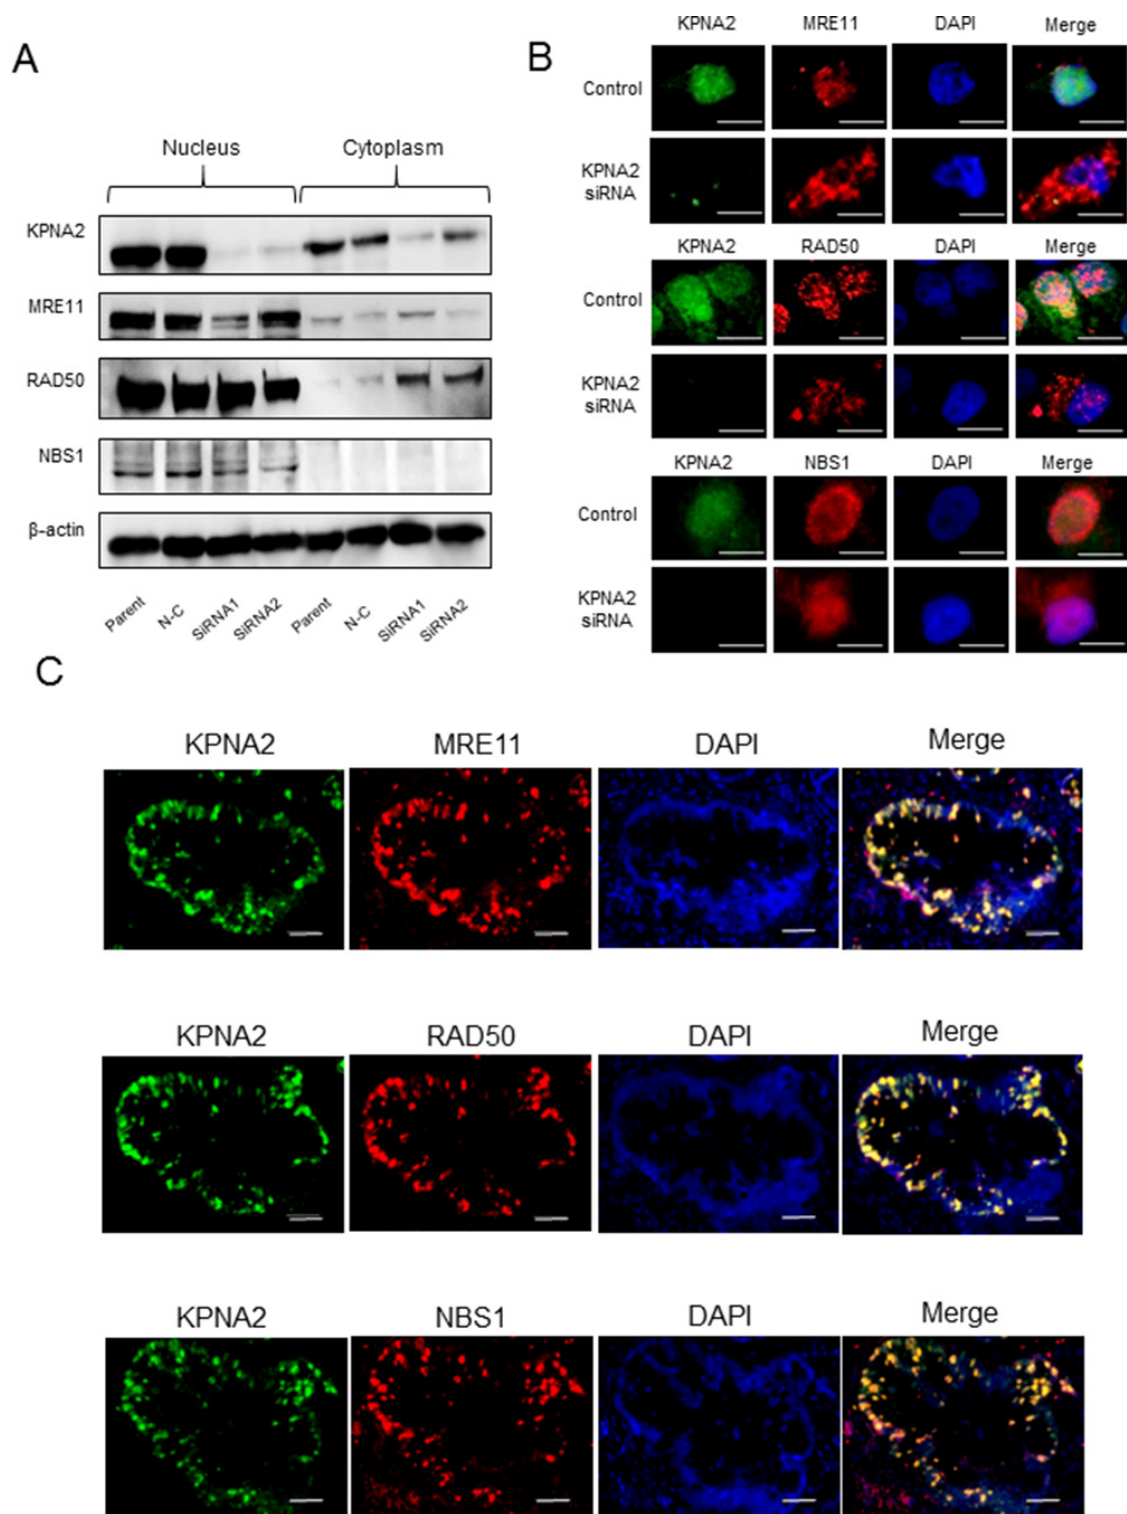 A
Nucleus Cytoplasm
KPNA2
MRE11
RAD50
NBS1
β-actin
Parent N-C SiRNA1 SiRNA2 Parent N-C SiRNA1 SiRNA2
B
KPNA2 MRE11 DAPI Merge
Control
KPNA2
siRNA
KPNA2 RAD50 DAPI Merge
Control
KPNA2
siRNA
KPNA2 NBS1 DAPI Merge
Control
KPNA2
siRNA
C
KPNA2 MRE11 DAPI Merge
KPNA2 RAD50 DAPI Merge
KPNA2 NBS1 DAPI Merge